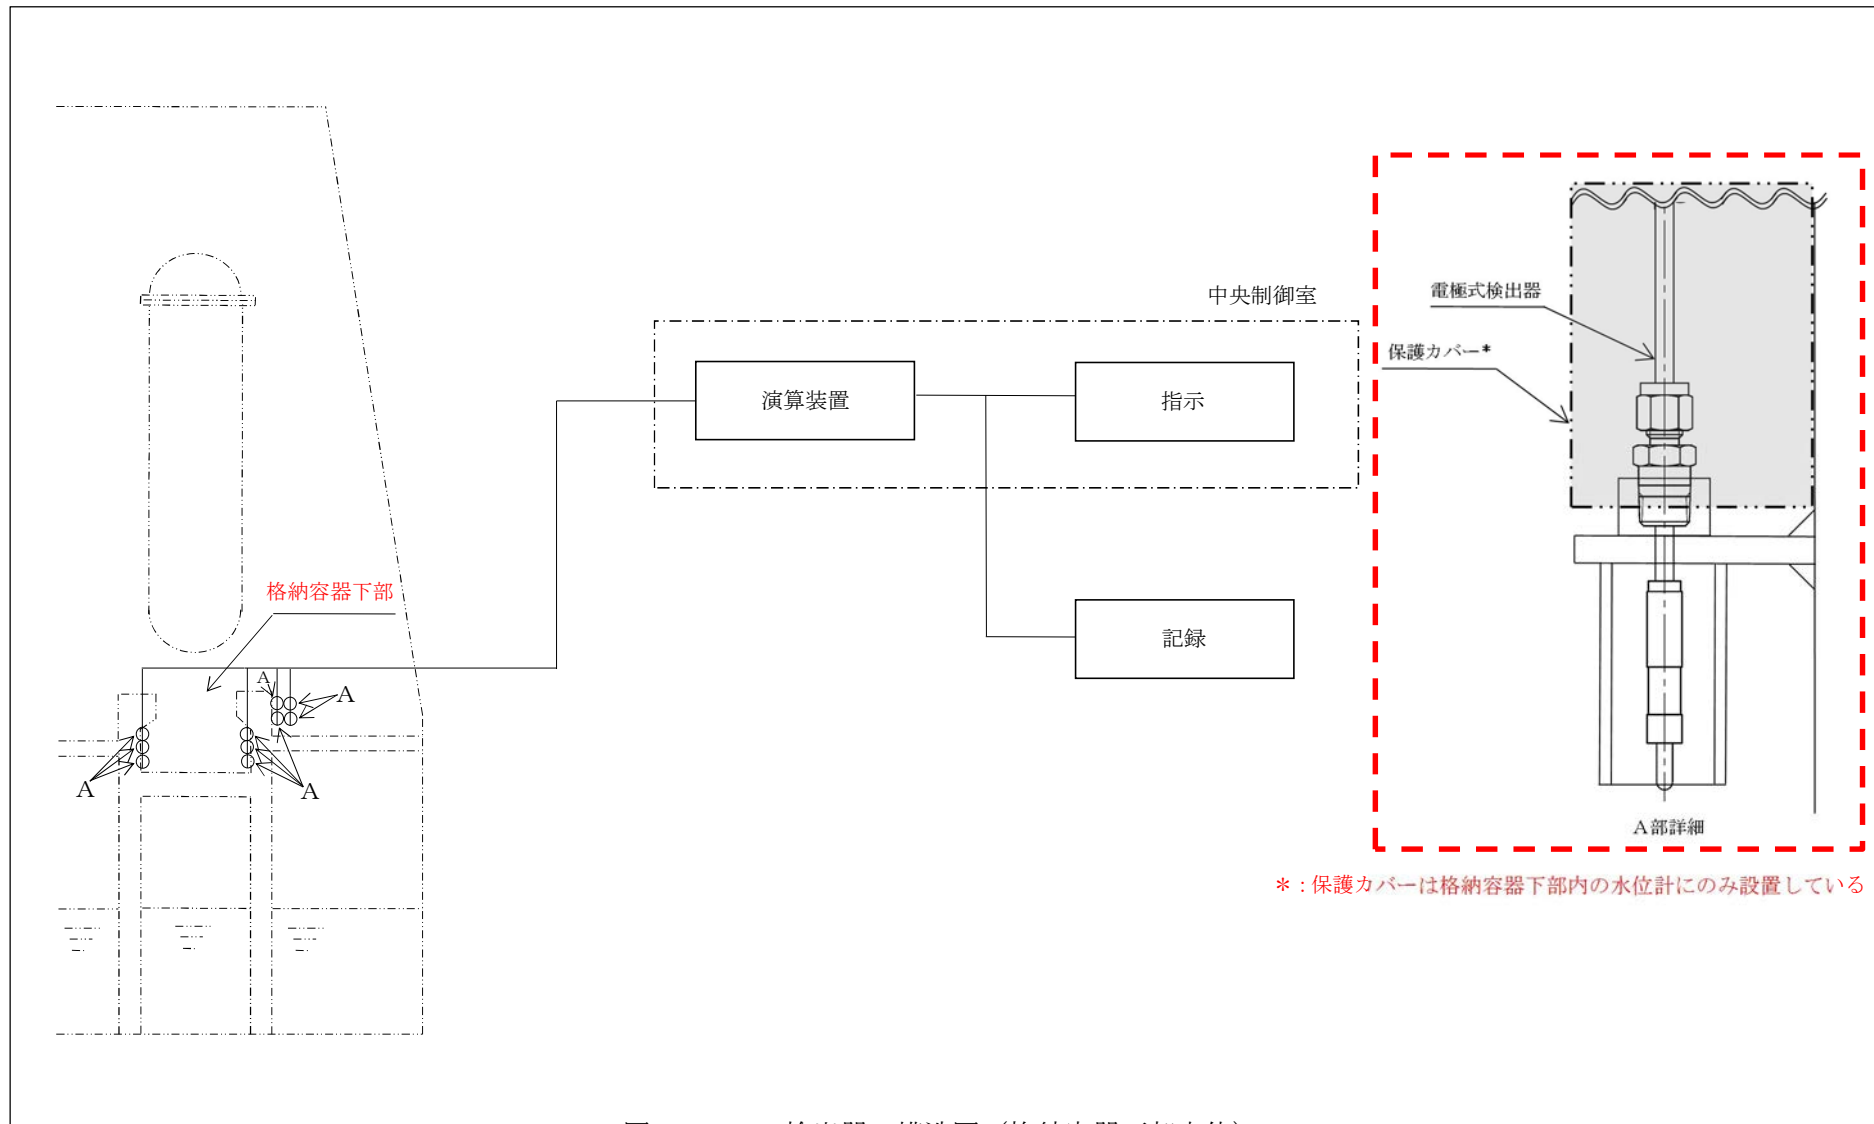 中央制御室
演算装置
指示
記録
格納容器下部
A
A
A
A
電極式検出器
保護カバー*
A部詳細
＊：保護カバーは格納容器下部内の水位計にのみ設置している